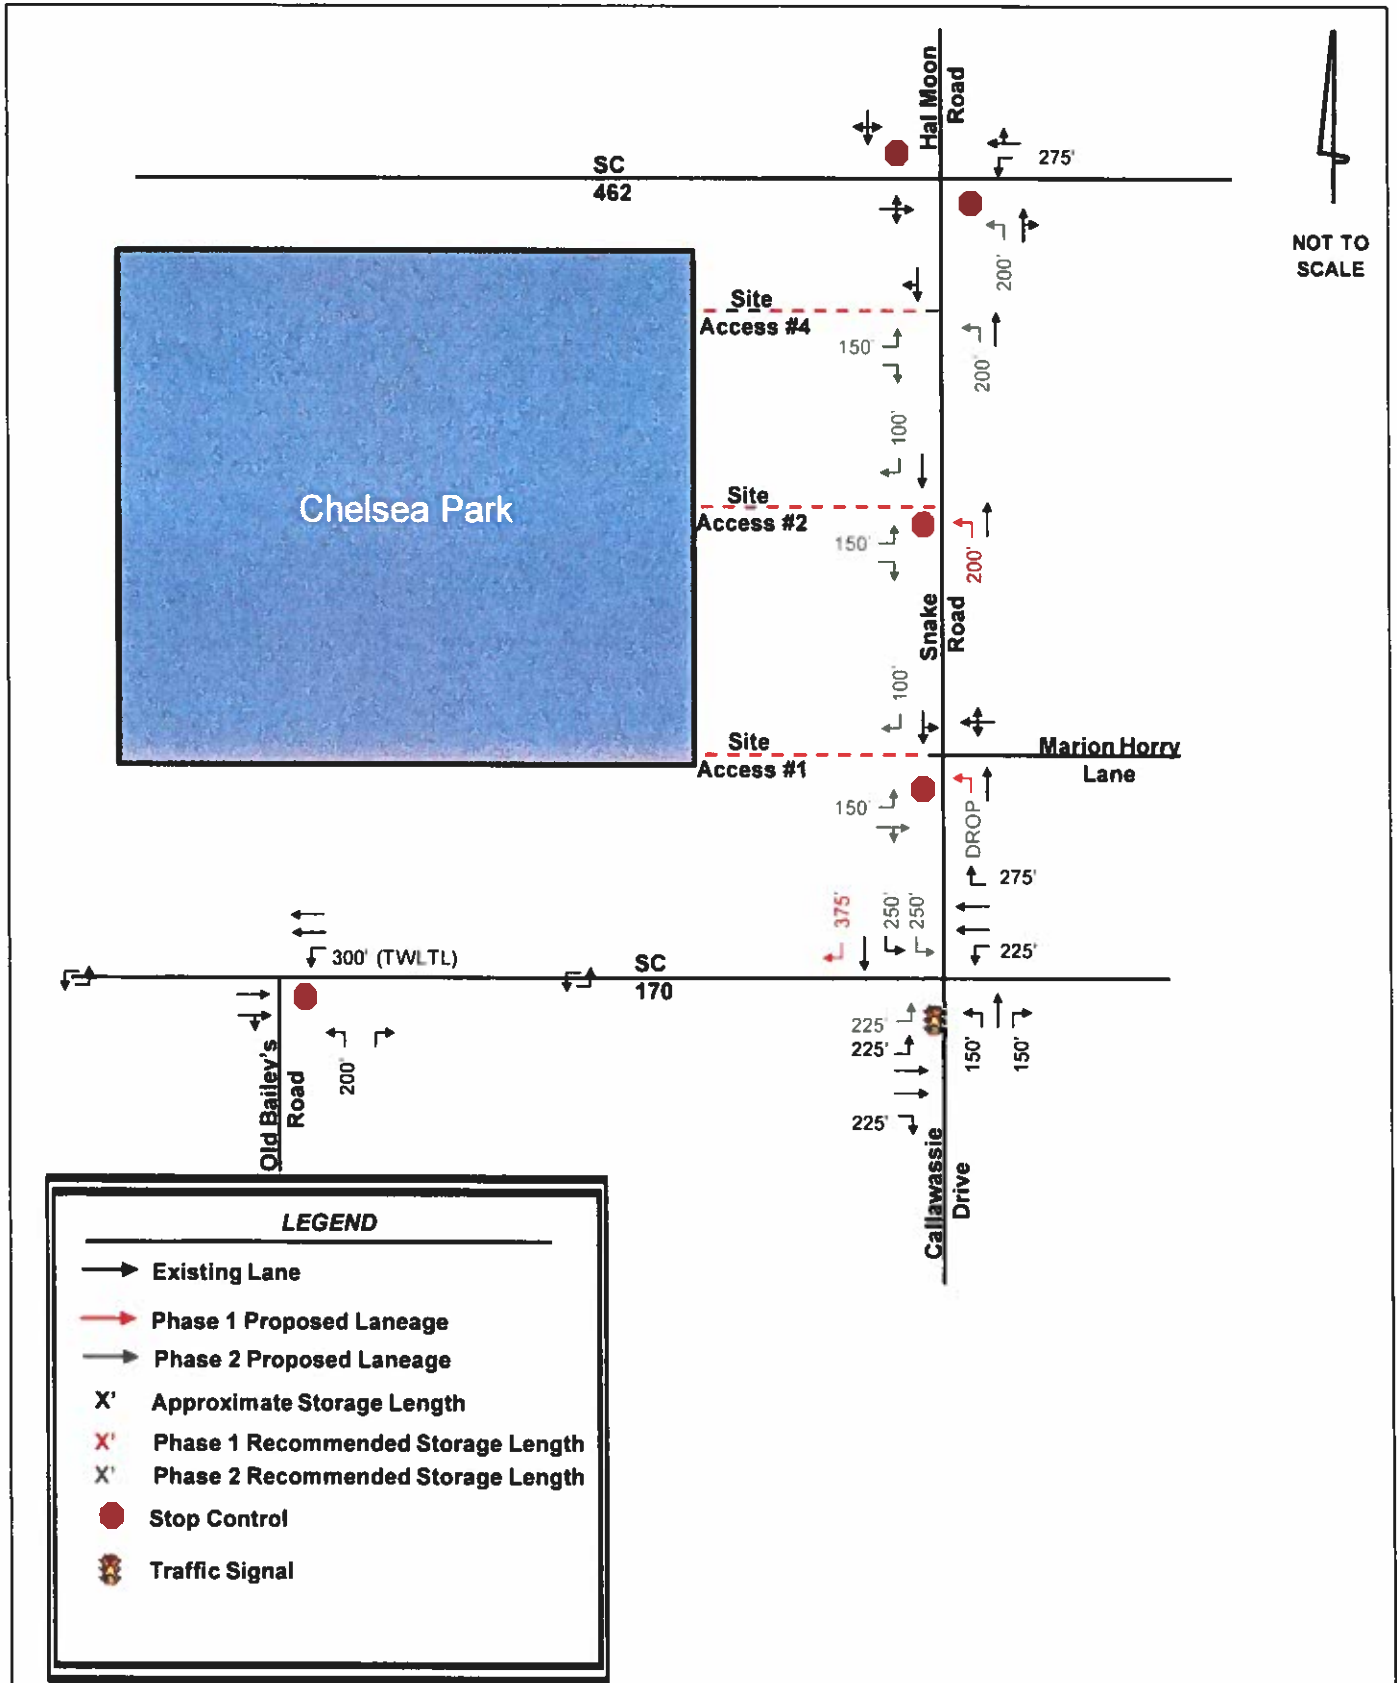 Hal Moon
Road
SC
462
275'
200'
NOT TO
SCALE
Site
Access #4
150'
200'
100'
Chelsea Park
Site
Access #2
150'
200'
Snake
Road
100'
Site
Access #1
Marion Horry
Lane
150'
DROP
275'
375'
250'
250'
225'
300' (TWLTL)
SC
170
200'
Old Bailey's
Road
225'
225'
225'
150'
150'
Callawassie
Drive
LEGEND
Existing Lane
Phase 1 Proposed Laneage
Phase 2 Proposed Laneage
X' Approximate Storage Length
X' Phase 1 Recommended Storage Length
X' Phase 2 Recommended Storage Length
Stop Control
Traffic Signal